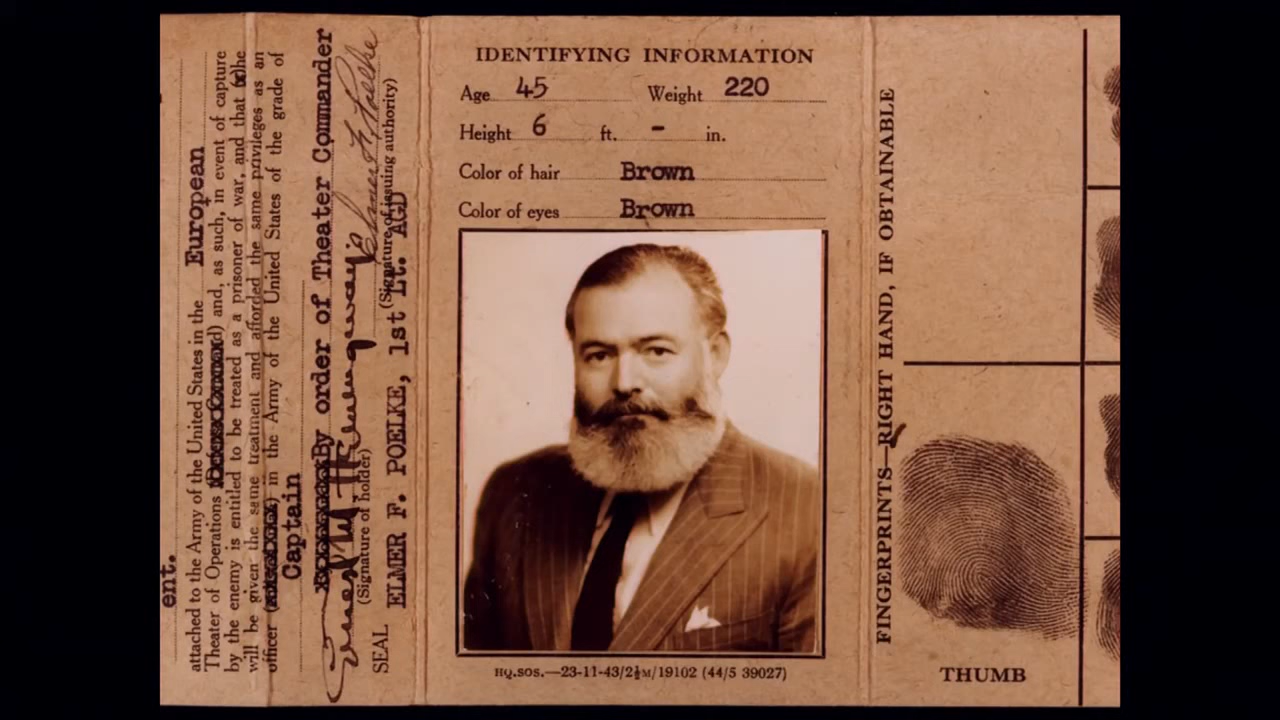 ent.
attached to the Army of the United States in the European
Theater of Operations and, as such, in event of capture
by the enemy is entitled to be treated as a prisoner of war, and that he
will be given the same treatment and afforded the same privileges as an
officer in the Army of the United States of the grade of
Captain
By order of Theater Commander
Ernest M. Hemingway
(Signature of holder)
Elmer F. Poelke
(Signature of issuing authority)
SEAL ELMER F. POELKE, 1st Lt. AGD
IDENTIFYING INFORMATION
Age 45 Weight 220
Height 6 ft. - in.
Color of hair Brown
Color of eyes Brown
HQ.SOS.—23-11-43/2½M/19102 (44/5 39027)
FINGERPRINTS—RIGHT HAND, IF OBTAINABLE
THUMB